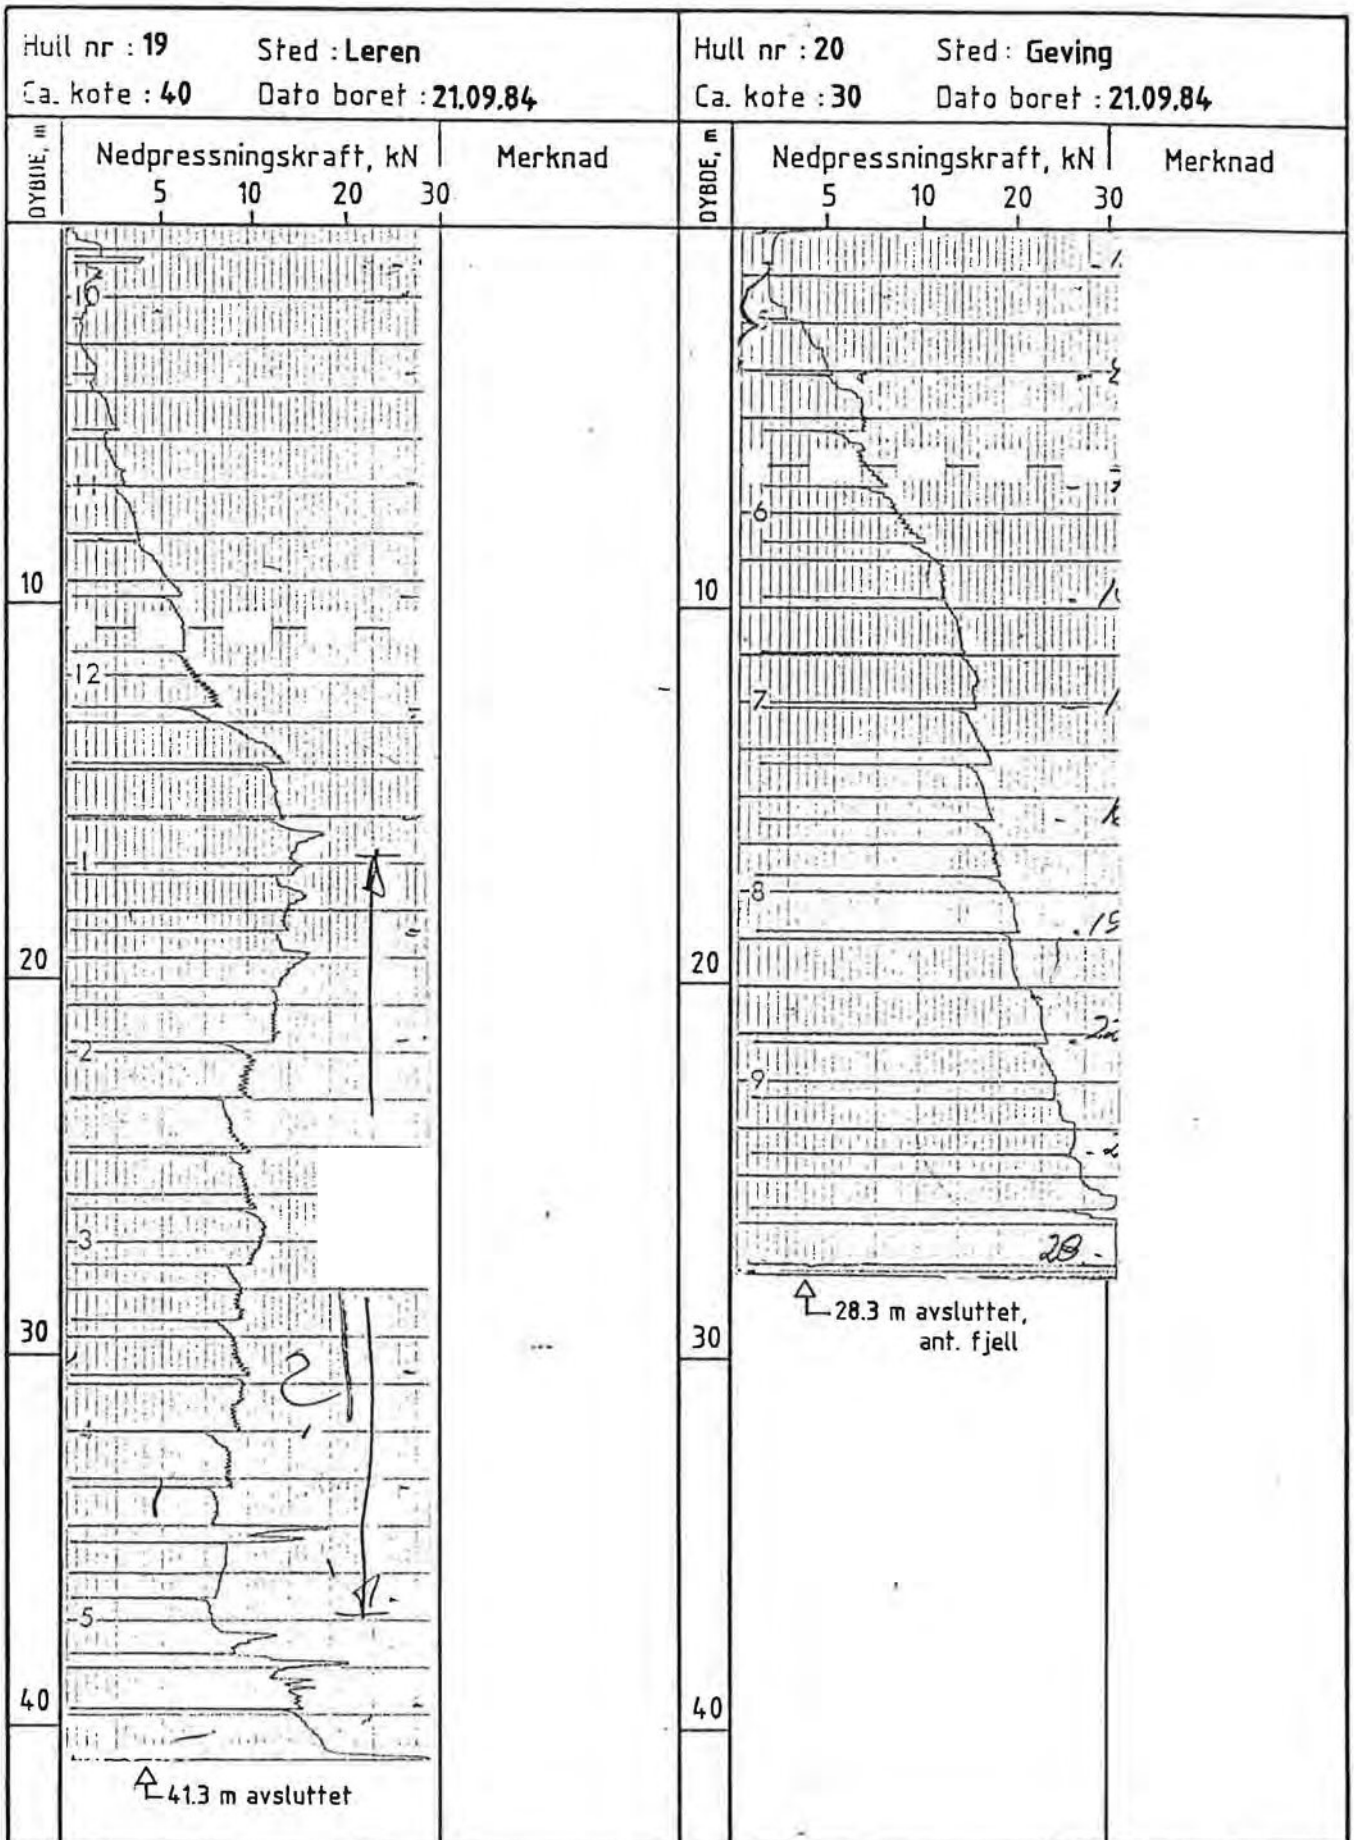 Hull nr : 19 Sted : Leren
Ca. kote : 40 Dato boret : 21.09.84
DYBDE, m
Nedpressningskraft, kN Merknad
5 10 20 30
10
12
1
2
3
4
5
10
20
30
40
41.3 m avsluttet
Hull nr : 20 Sted : Geving
Ca. kote : 30 Dato boret : 21.09.84
DYBDE, m
Nedpressningskraft, kN Merknad
5 10 20 30
5
6
7
8
9
15
28
10
20
30
40
28.3 m avsluttet,
ant. fjell